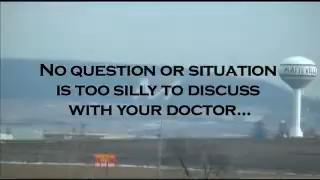 No question or situation
is too silly to discuss
with your doctor...